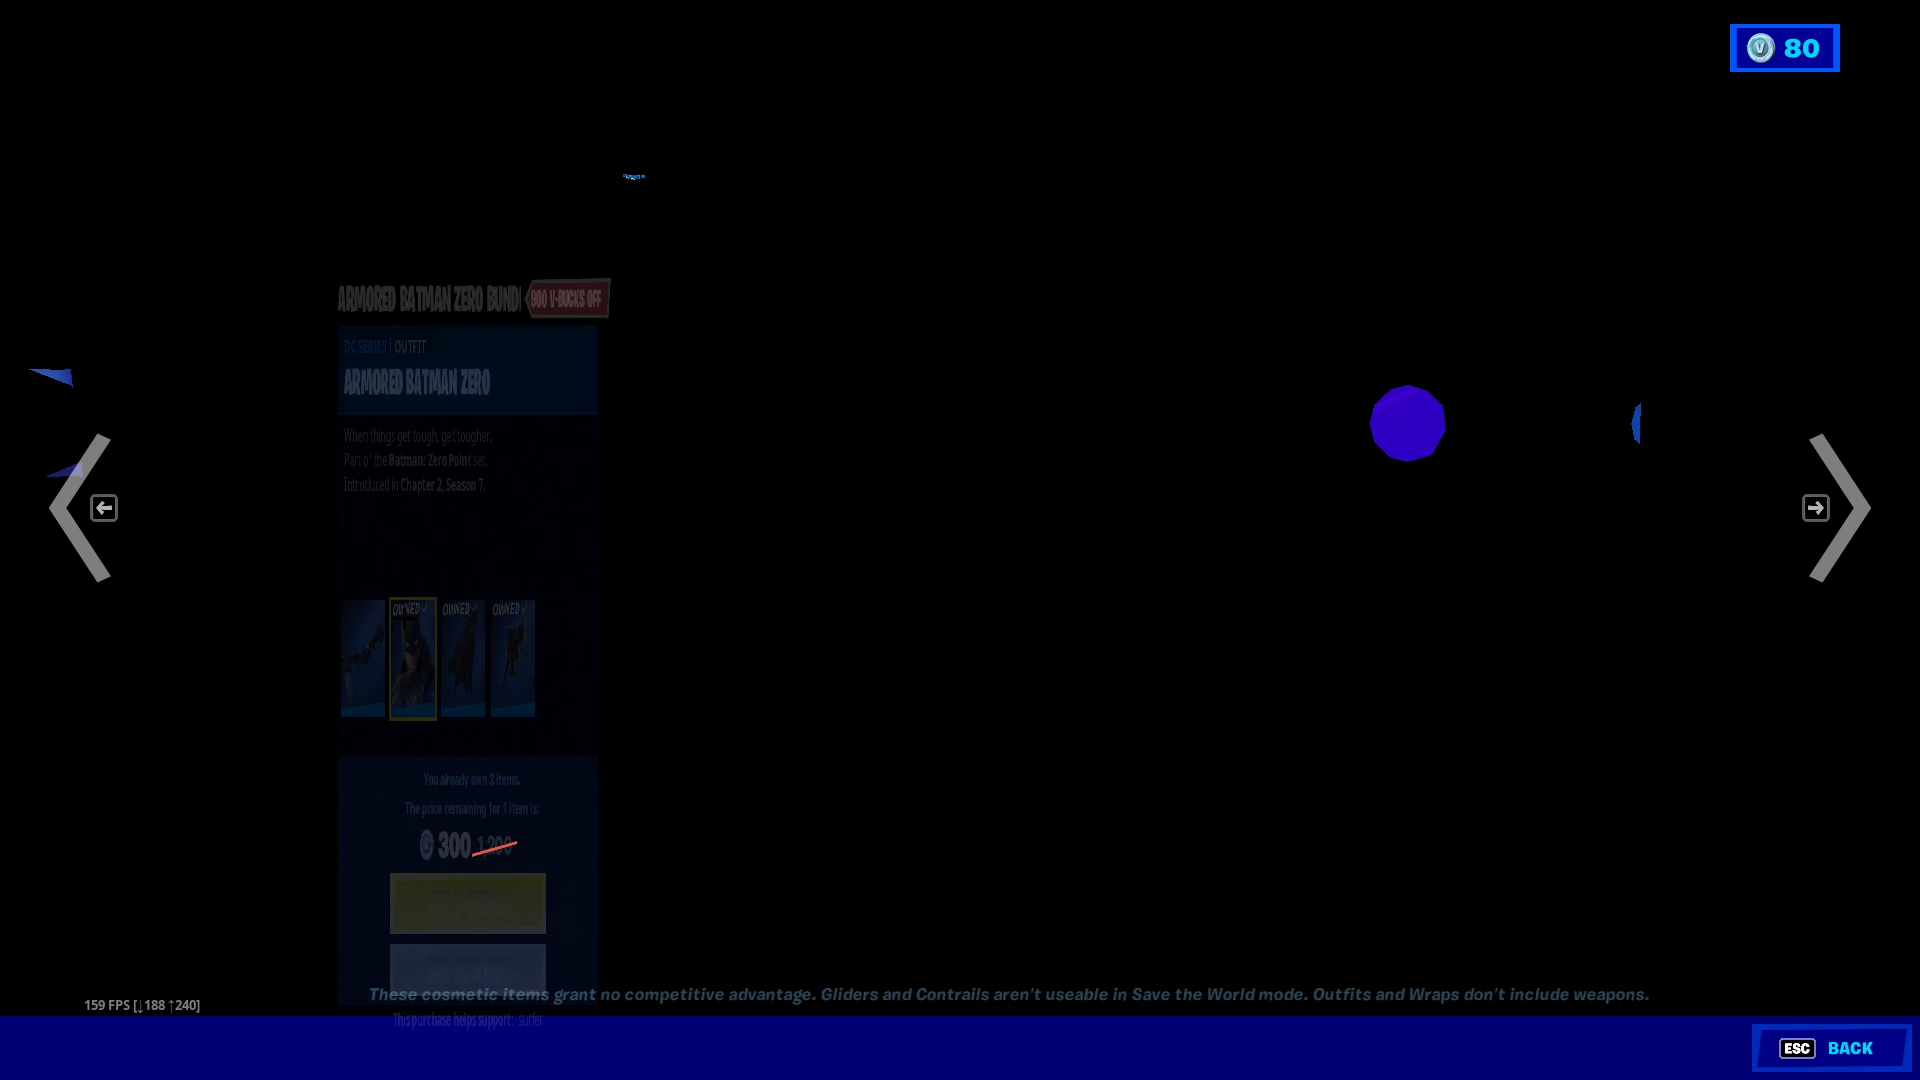 80
ARMORED BATMAN ZERO BUND
900 V-BUCKS OFF
DC SERIES | OUTFIT
ARMORED BATMAN ZERO
When things get tough, get tougher.
Part of the Batman: Zero Point set.
Introduced in Chapter 2, Season 7.
OWNED ✓
OWNED ✓
OWNED ✓
You already own 3 items.
The price remaining for 1 item is:
300 1,200
These cosmetic items grant no competitive advantage. Gliders and Contrails aren't useable in Save the World mode. Outfits and Wraps don't include weapons.
159 FPS [↓188 ↑240]
This purchase helps support: surfer
ESC BACK